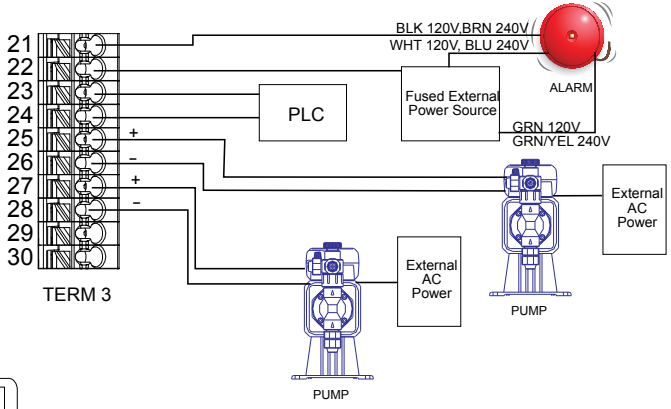 21
22
23
24
25
26
27
28
29
30
TERM 3
+
−
+
−
BLK 120V,BRN 240V
WHT 120V, BLU 240V
ALARM
Fused External
Power Source
GRN 120V
GRN/YEL 240V
PLC
External
AC
Power
PUMP
External
AC
Power
PUMP